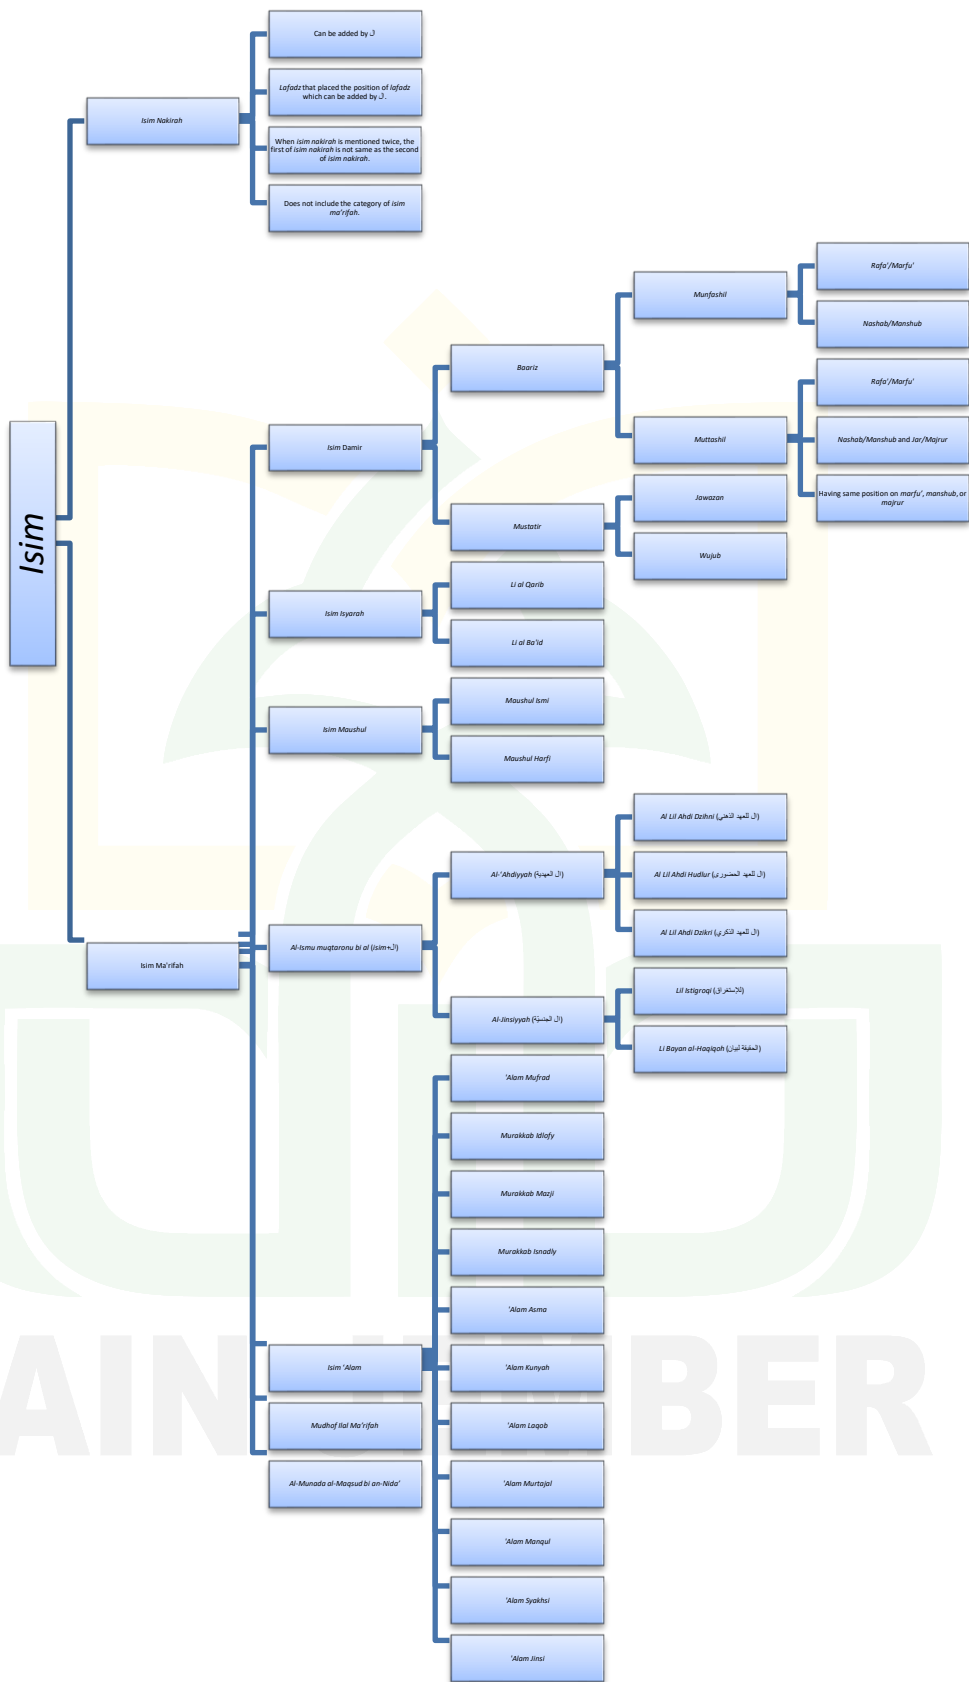 Isim
Isim Nakirah
Can be added by ال
Lafadz that placed the position of lafadz
which can be added by ال.
When isim nakirah is mentioned twice, the
first of isim nakirah is not same as the second
of isim nakirah.
Does not include the category of isim
ma'rifah.
Isim Ma'rifah
Isim Damir
Baariz
Munfashil
Rafa'/Marfu'
Nashab/Manshub
Muttashil
Rafa'/Marfu'
Nashab/Manshub and Jar/Majrur
Having same position on marfu', manshub, or
majrur
Mustatir
Jawazan
Wujub
Isim Isyarah
Li al Qarib
Li al Ba'id
Isim Maushul
Maushul Ismi
Maushul Harfi
Al-Ismu muqtaronu bi al (isim+ال)
Al-'Ahdiyyah (ال العهدية)
Al Lil Ahdi Dzihni (ال للعهد الذهني)
Al Lil Ahdi Hudlur (ال للعهد الحضوري)
Al Lil Ahdi Dzikri (ال للعهد الذكري)
Al-Jinsiyyah (ال الجنسيّة)
Lil Istigroqi (للإستغراق)
Li Bayan al-Haqiqoh (الحقيقة لبيان)
Isim 'Alam
'Alam Mufrad
Murakkab Idlofy
Murakkab Mazji
Murakkab Isnadly
'Alam Asma
'Alam Kunyah
'Alam Laqob
'Alam Murtajal
'Alam Manqul
'Alam Syakhsi
'Alam Jinsi
Mudhof Ilal Ma'rifah
Al-Munada al-Maqsud bi an-Nida'
AIN JEMBER